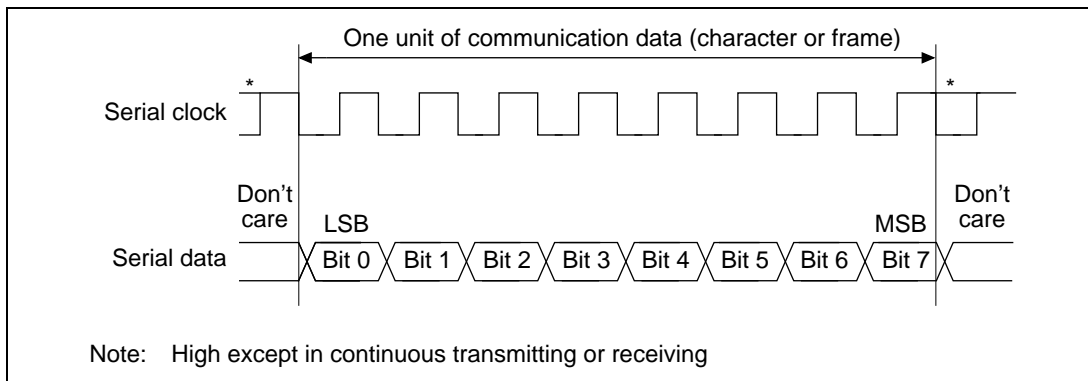 One unit of communication data (character or frame)
* *
Serial clock
Don't care Don't care
LSB MSB
Serial data Bit 0 Bit 1 Bit 2 Bit 3 Bit 4 Bit 5 Bit 6 Bit 7
Note: High except in continuous transmitting or receiving